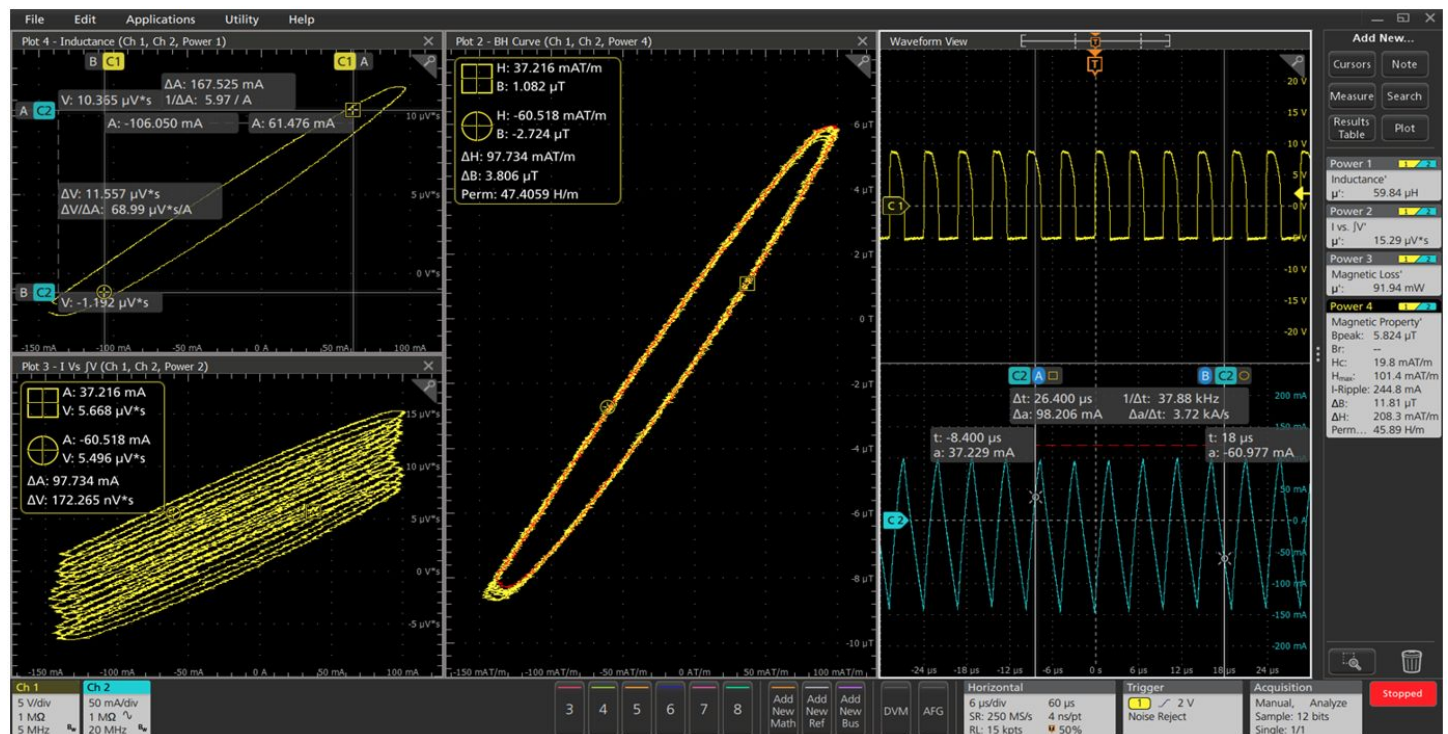 File Edit Applications Utility Help
Plot 4 - Inductance (Ch 1, Ch 2, Power 1)
B C1
C1 A
ΔA: 167.525 mA
V: 10.365 µV*s 1/ΔA: 5.97 / A
A C2
A: -106.050 mA
A: 61.476 mA
10 µV*s
ΔV: 11.557 µV*s
ΔV/ΔA: 68.99 µV*s/A
5 µV*s
0 V*s
B C2
V: -1.192 µV*s
-150 mA -100 mA -50 mA 0 A 50 mA 100 mA
Plot 3 - I Vs ∫V (Ch 1, Ch 2, Power 2)
A: 37.216 mA
V: 5.668 µV*s
A: -60.518 mA
V: 5.496 µV*s
ΔA: 97.734 mA
ΔV: 172.265 nV*s
15 µV*s
10 µV*s
5 µV*s
0 V*s
-5 µV*s
-150 mA -100 mA -50 mA 0 A 50 mA 100 mA
Plot 2 - BH Curve (Ch 1, Ch 2, Power 4)
H: 37.216 mAT/m
B: 1.082 µT
H: -60.518 mAT/m
B: -2.724 µT
ΔH: 97.734 mAT/m
ΔB: 3.806 µT
Perm: 47.4059 H/m
6 µT
4 µT
2 µT
0 T
-2 µT
-4 µT
-6 µT
-8 µT
-10 µT
-150 mAT/m -100 mAT/m -50 mAT/m 0 AT/m 50 mAT/m 100 mAT/m
Waveform View
T
T
20 V
15 V
10 V
5 V
C 1
0 V
-5 V
-10 V
-15 V
-20 V
C2 A
B C2
Δt: 26.400 µs 1/Δt: 37.88 kHz
Δa: 98.206 mA Δa/Δt: 3.72 kA/s
200 mA
t: -8.400 µs
a: 37.229 mA
t: 18 µs
a: -60.977 mA
50 mA
C 2
0 A
-50 mA
-100 mA
-150 mA
-200 mA
-24 µs -18 µs -12 µs -6 µs 0 s 6 µs 12 µs 18 µs 24 µs
Add New...
Cursors Note
Measure Search
Results Table Plot
Power 1 1 2
Inductance'
µ': 59.84 µH
Power 2 1 2
I vs. ∫V'
µ': 15.29 µV*s
Power 3 1 2
Magnetic Loss'
µ': 91.94 mW
Power 4 1 2
Magnetic Property'
Bpeak: 5.824 µT
Br: --
Hc: 19.8 mAT/m
Hmax: 101.4 mAT/m
I-Ripple: 244.8 mA
ΔB: 11.81 µT
ΔH: 208.3 mAT/m
Perm... 45.89 H/m
Ch 1
5 V/div
1 MΩ
5 MHz Bw
Ch 2
50 mA/div
1 MΩ
20 MHz Bw
3 4 5 6 7 8
Add New Math
Add New Ref
Add New Bus
DVM
AFG
Horizontal
6 µs/div 60 µs
SR: 250 MS/s 4 ns/pt
RL: 15 kpts 50%
Trigger
1 2 V
Noise Reject
Acquisition
Manual, Analyze
Sample: 12 bits
Single: 1/1
Stopped